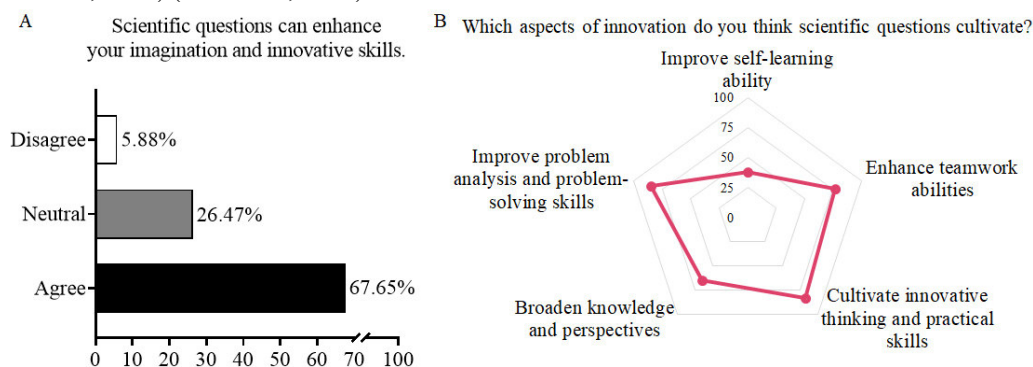 A
Scientific questions can enhance
your imagination and innovative skills.
Disagree
5.88%
Neutral
26.47%
Agree
67.65%
0 10 20 30 40 50 60 70 100
B
Which aspects of innovation do you think scientific questions cultivate?
Improve self-learning
ability
100
75
50
25
0
Enhance teamwork
abilities
Cultivate innovative
thinking and practical
skills
Broaden knowledge
and perspectives
Improve problem
analysis and problem-
solving skills